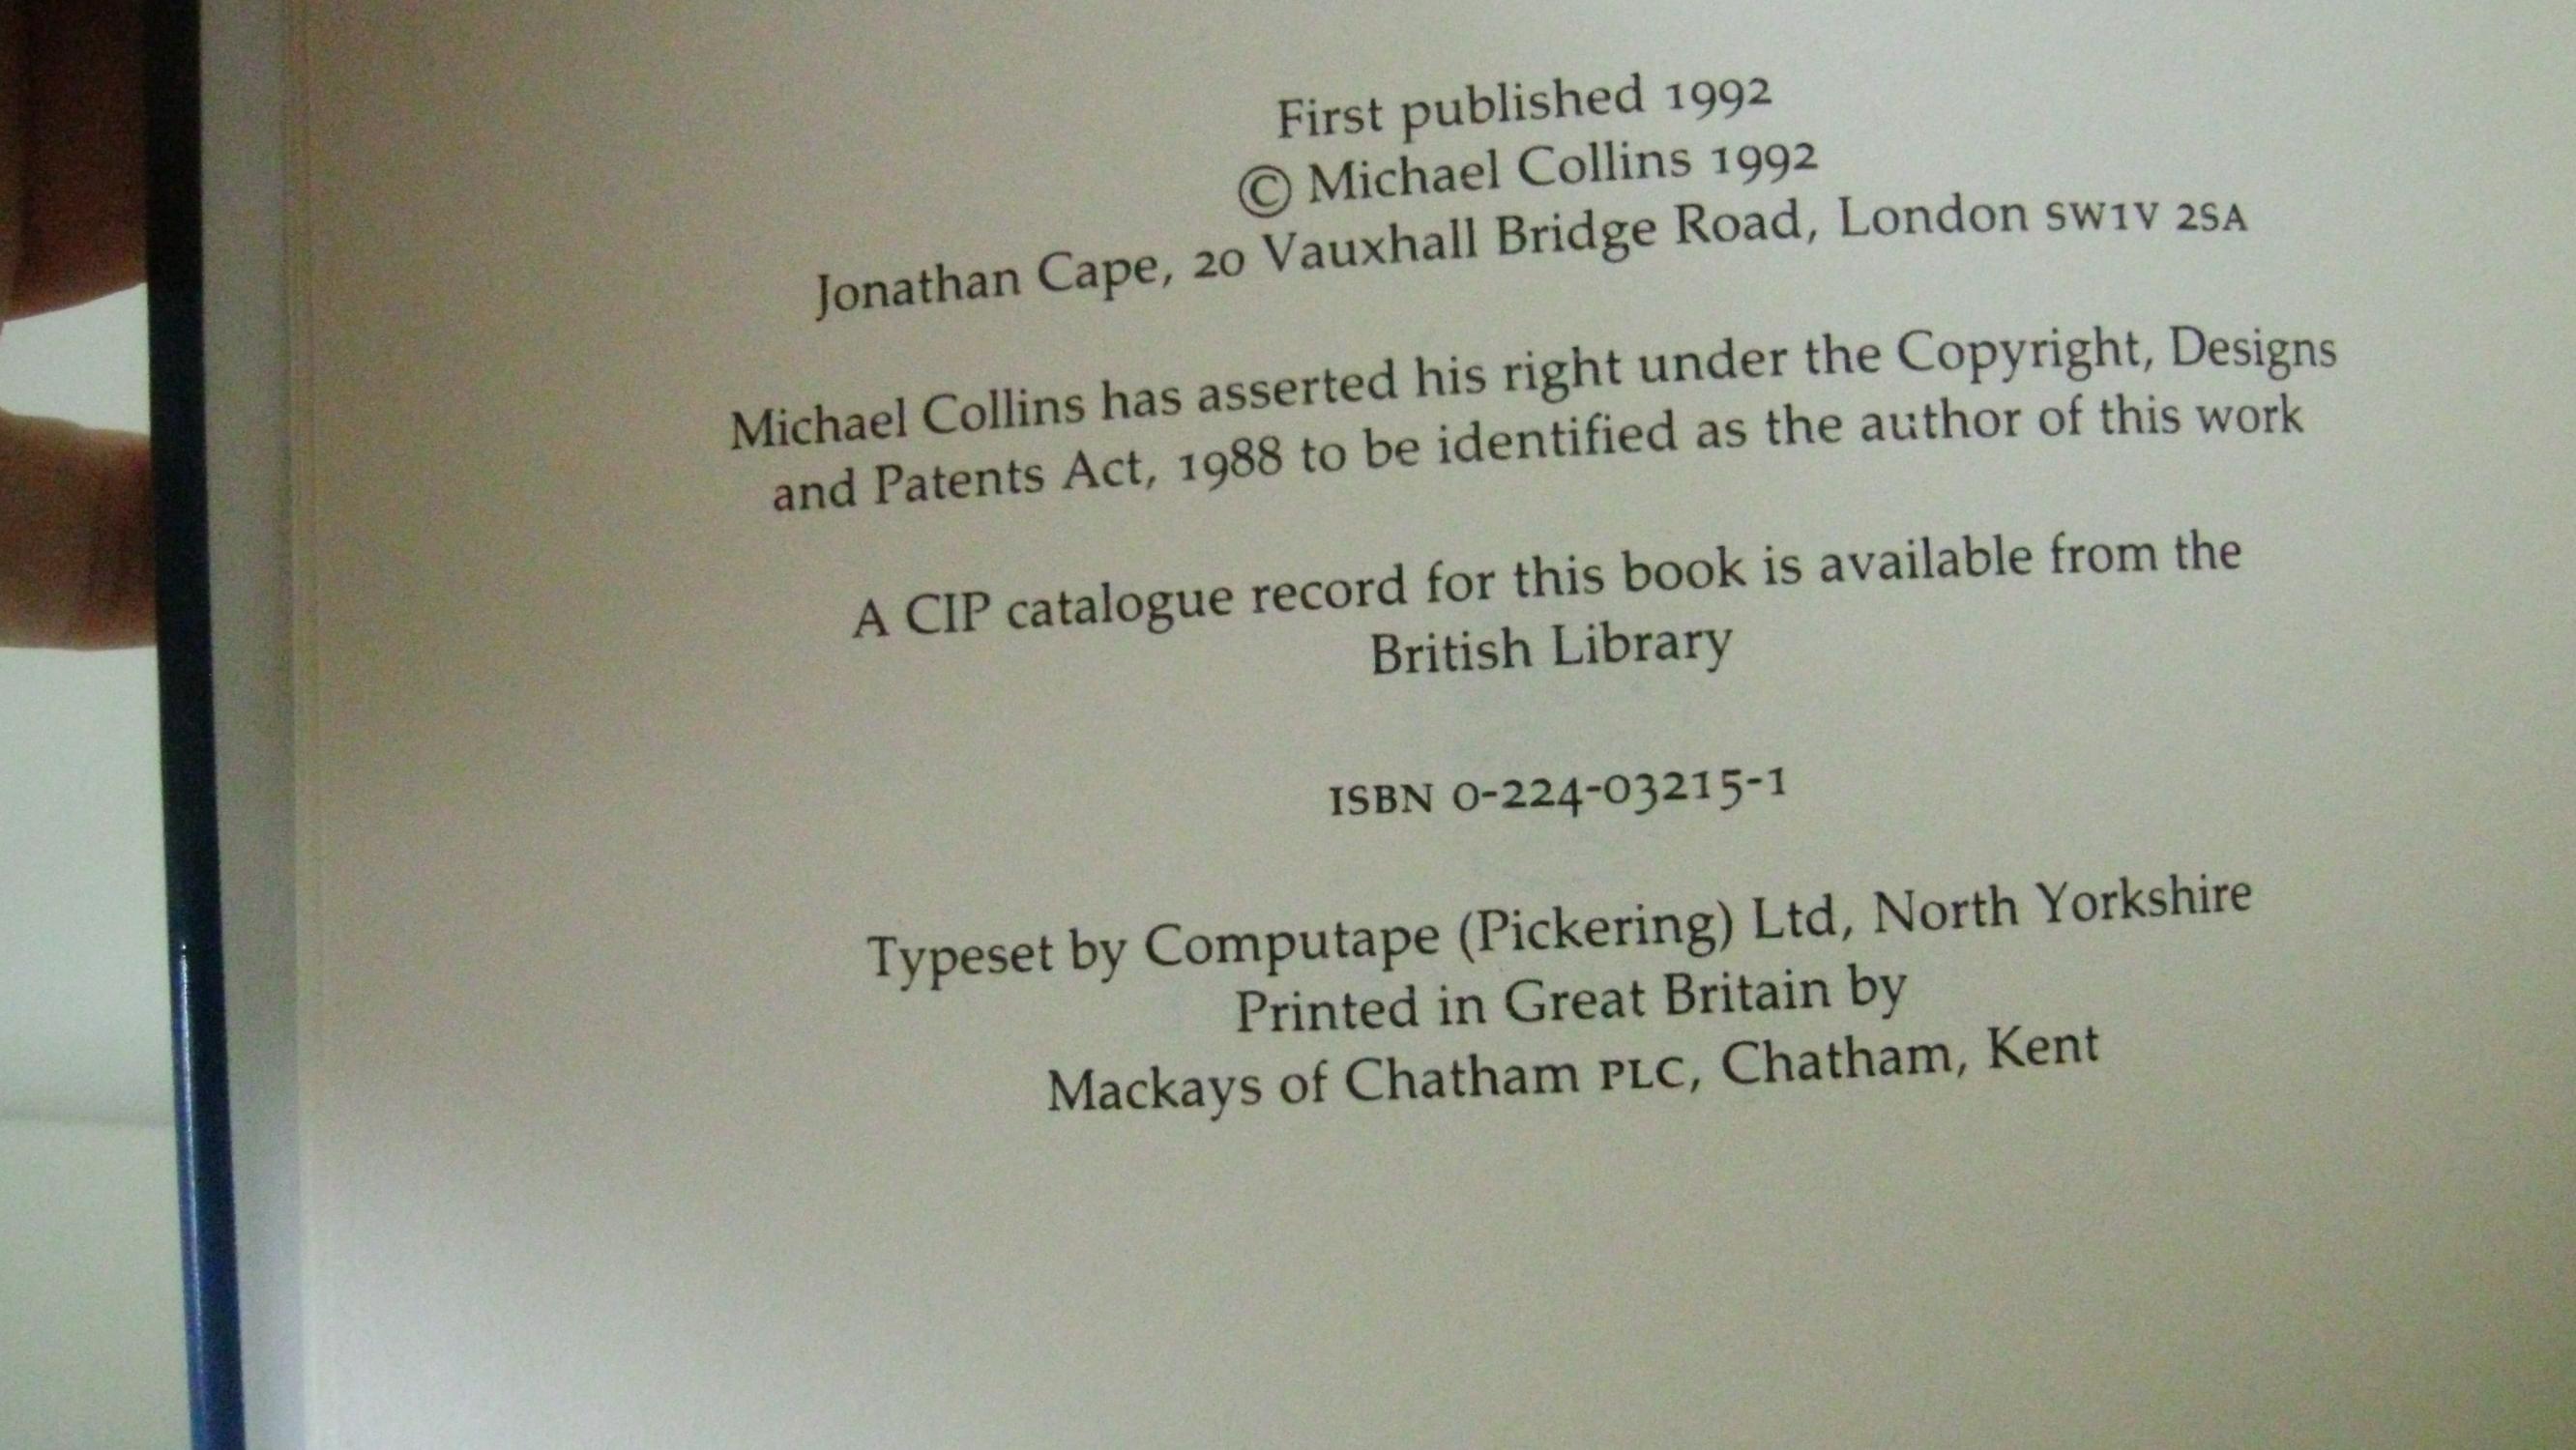 First published 1992
© Michael Collins 1992
Jonathan Cape, 20 Vauxhall Bridge Road, London SW1V 2SA
Michael Collins has asserted his right under the Copyright, Designs
and Patents Act, 1988 to be identified as the author of this work
A CIP catalogue record for this book is available from the
British Library
ISBN 0-224-03215-1
Typeset by Computape (Pickering) Ltd, North Yorkshire
Printed in Great Britain by
Mackays of Chatham PLC, Chatham, Kent